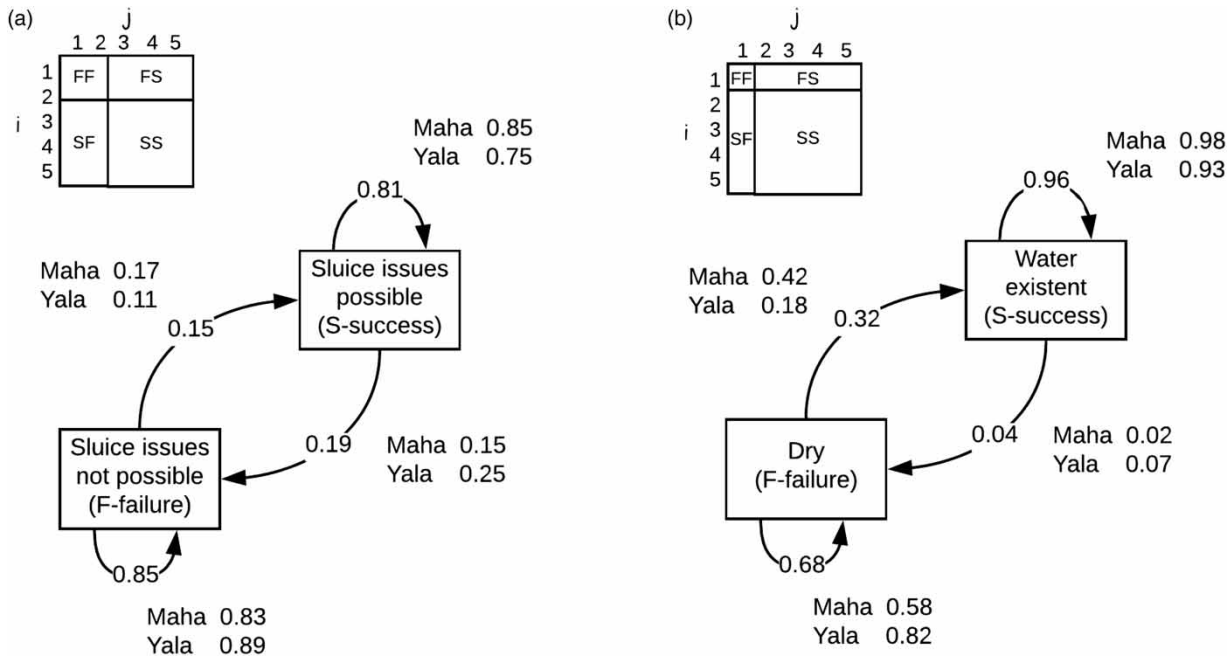 (a)
j
1 2 3 4 5
1
2
3
4
5
i
FF FS
SF SS
Maha 0.85
Yala 0.75
0.81
Sluice issues
possible
(S-success)
Maha 0.17
Yala 0.11
0.15
0.19
Maha 0.15
Yala 0.25
Sluice issues
not possible
(F-failure)
0.85
Maha 0.83
Yala 0.89
(b)
j
1 2 3 4 5
1
2
3
4
5
i
FF FS
SF SS
Maha 0.98
Yala 0.93
0.96
Water
existent
(S-success)
Maha 0.42
Yala 0.18
0.32
0.04
Maha 0.02
Yala 0.07
Dry
(F-failure)
0.68
Maha 0.58
Yala 0.82